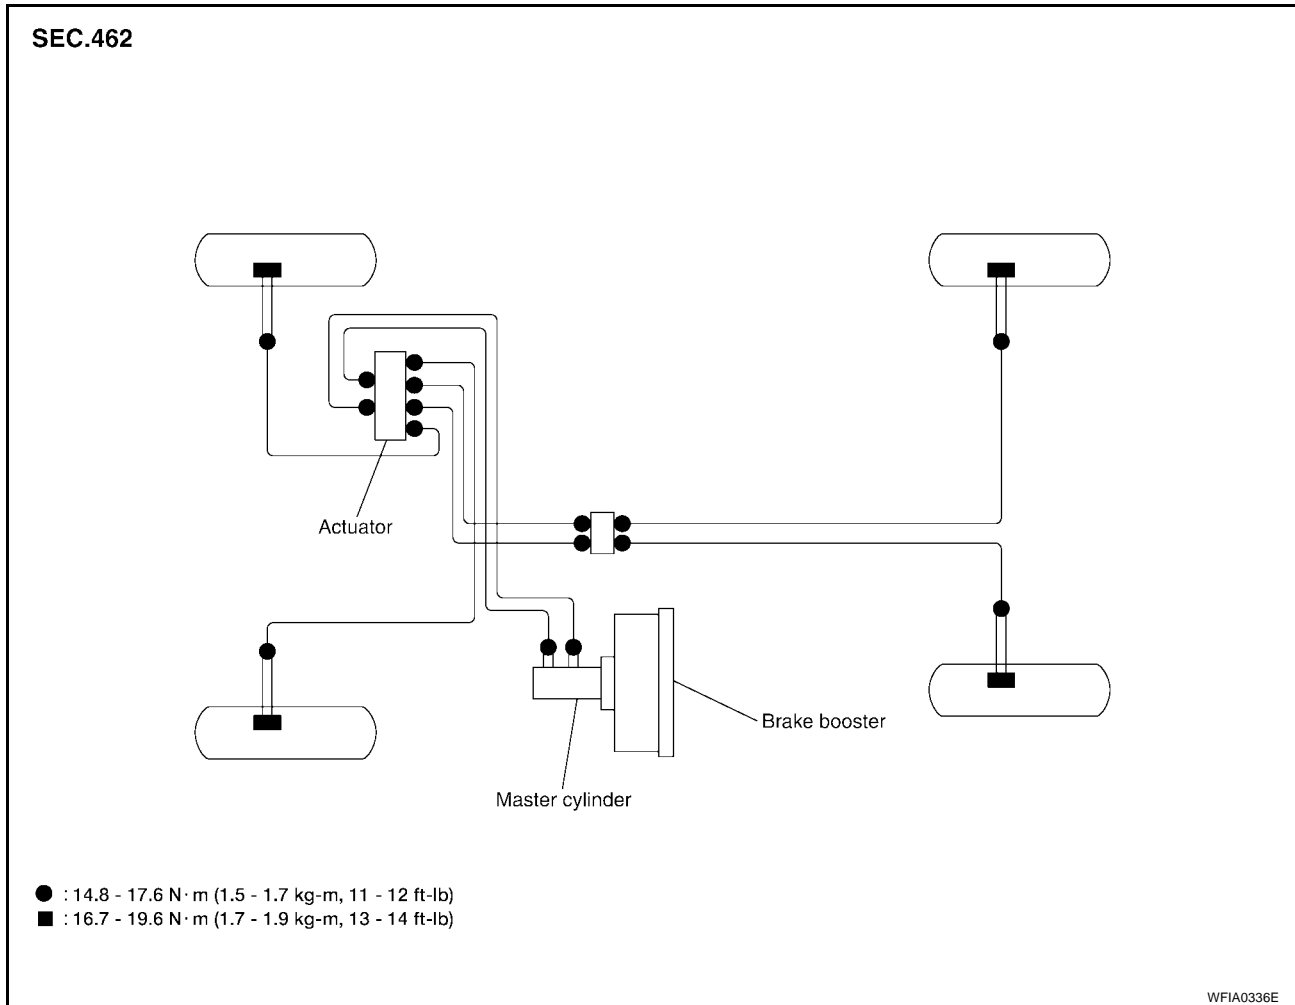 SEC.462
Actuator
Brake booster
Master cylinder
: 14.8 - 17.6 N·m (1.5 - 1.7 kg-m, 11 - 12 ft-lb)
: 16.7 - 19.6 N·m (1.7 - 1.9 kg-m, 13 - 14 ft-lb)
WFIA0336E